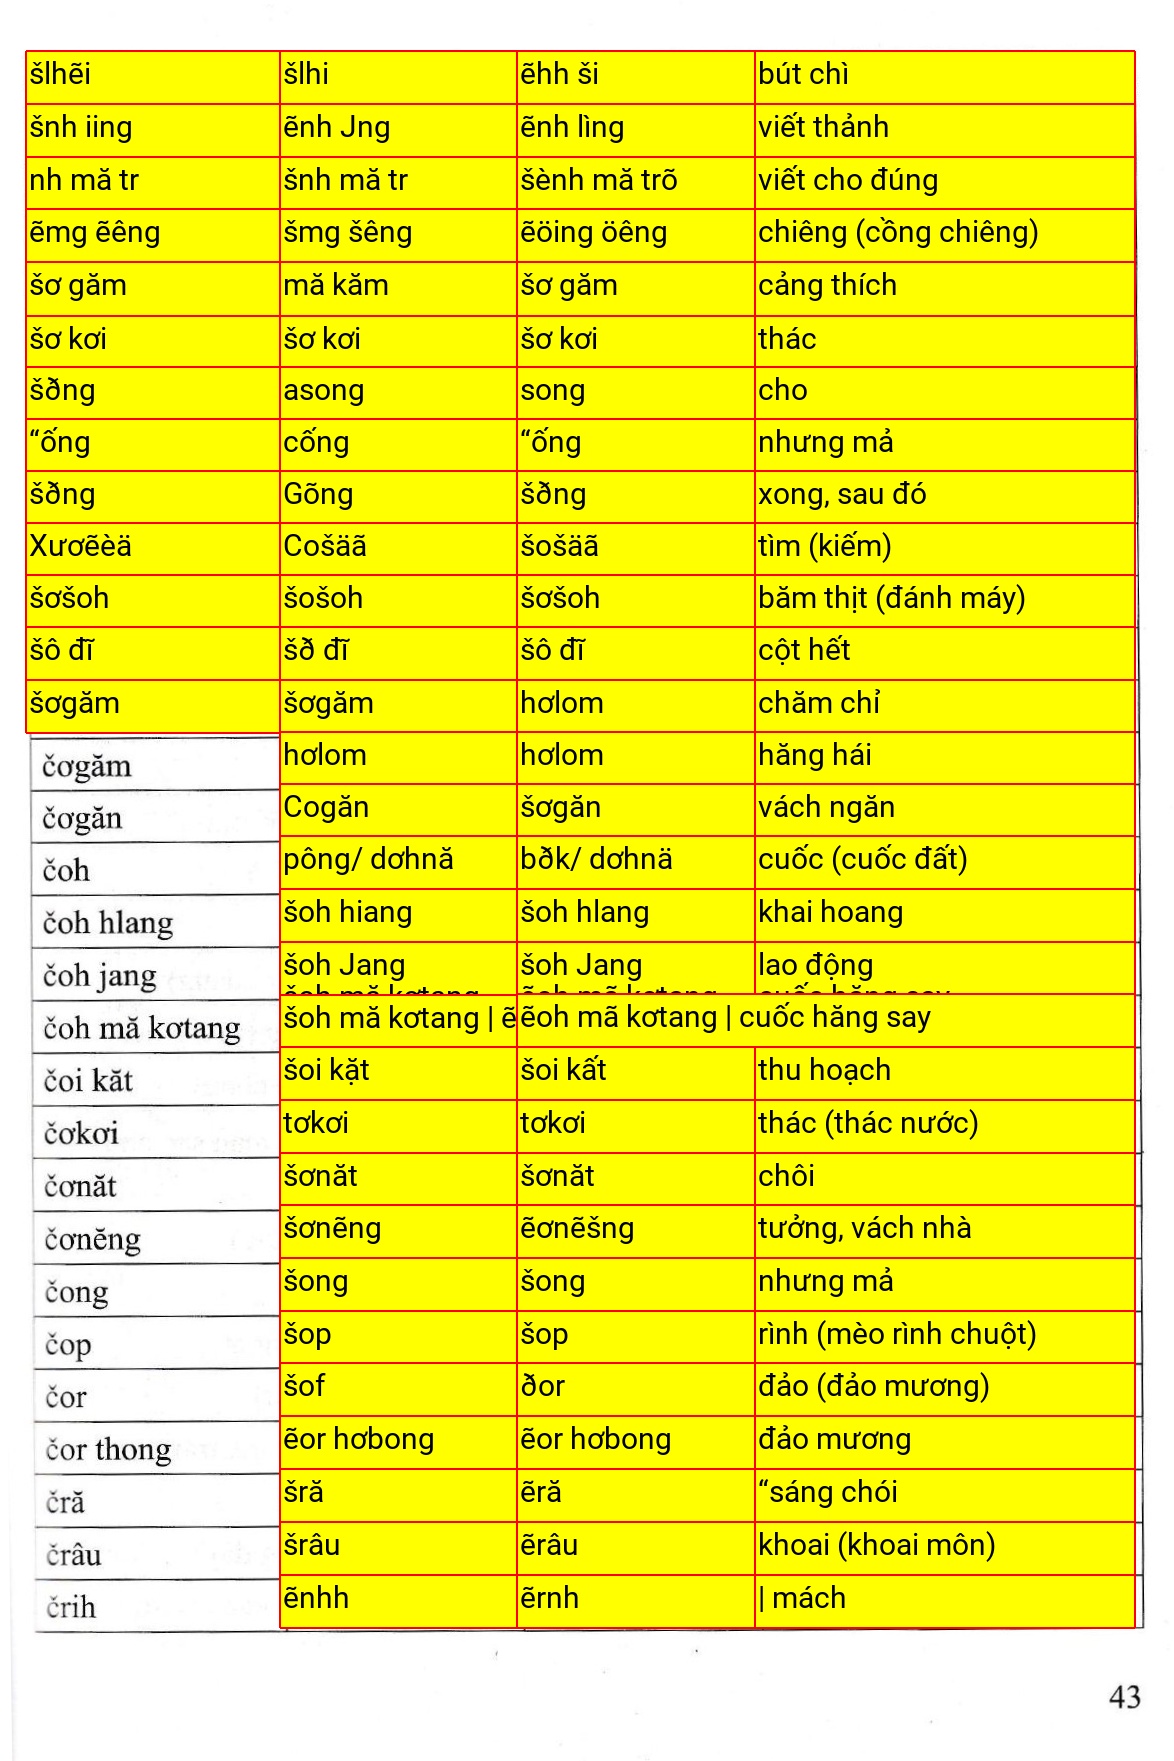 šlhẽi šlhi ẽhh ši bút chì
šnh iing ẽnh Jng ẽnh lìng viết thảnh
nh mă tr šnh mă tr šènh mă trõ viết cho đúng
ẽmg ẽêng šmg šêng ẽöing öêng chiêng (cồng chiêng)
šơ găm mă kăm šơ găm cảng thích
šơ kơi šơ kơi šơ kơi thác
šðng asong song cho
“ống cống “ống nhưng mả
šðng Gõng šðng xong, sau đó
Xươẽèä Cošäã šošäã tìm (kiếm)
šơšoh šošoh šơšoh băm thịt (đánh máy)
šô đĩ šð đĩ šô đĩ cột hết
šơgăm šơgăm hơlom chăm chỉ
čơgăm hơlom hơlom hăng hái
čơgăn Cogăn šơgăn vách ngăn
čoh pông/ dơhnă bðk/ dơhnä cuốc (cuốc đất)
čoh hlang šoh hiang šoh hlang khai hoang
čoh jang šoh Jang šoh Jang lao động
čoh mă kơtang šoh mă kơtang | ẽ ẽoh mã kơtang | cuốc hăng say
čoi kăt šoi kặt šoi kất thu hoạch
čơkơi tơkơi tơkơi thác (thác nước)
čơnăt šơnăt šơnăt chôi
čơnĕng šơnẽng ẽơnẽšng tưởng, vách nhà
čong šong šong nhưng mả
čop šop šop rình (mèo rình chuột)
čor šof ðor đảo (đảo mương)
čor thong ẽor hơbong ẽor hơbong đảo mương
čră šră ẽră “sáng chói
črâu šrâu ẽrâu khoai (khoai môn)
črih ẽnhh ẽrnh | mách
43